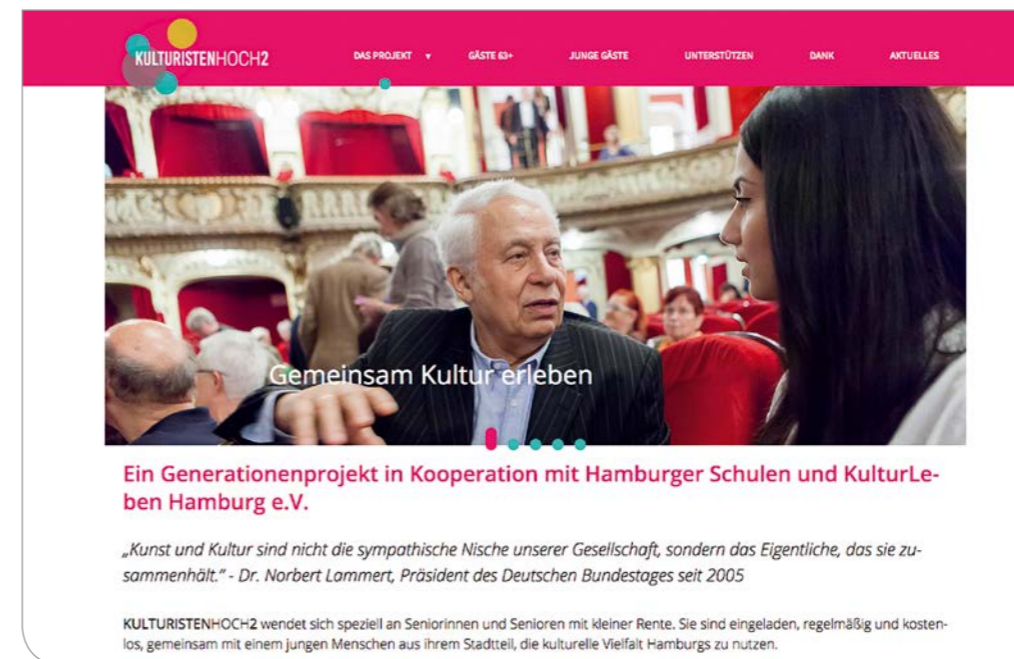 KULTURISTENHOCH2
DAS PROJEKT ▼ GÄSTE 63+ JUNGE GÄSTE UNTERSTÜTZEN DANK AKTUELLES
Gemeinsam Kultur erleben
Ein Generationenprojekt in Kooperation mit Hamburger Schulen und KulturLe-
ben Hamburg e.V.
„Kunst und Kultur sind nicht die sympathische Nische unserer Gesellschaft, sondern das Eigentliche, das sie zu-
sammenhält.“ - Dr. Norbert Lammert, Präsident des Deutschen Bundestages seit 2005
KULTURISTENHOCH2 wendet sich speziell an Seniorinnen und Senioren mit kleiner Rente. Sie sind eingeladen, regelmäßig und kosten-
los, gemeinsam mit einem jungen Menschen aus ihrem Stadtteil, die kulturelle Vielfalt Hamburgs zu nutzen.